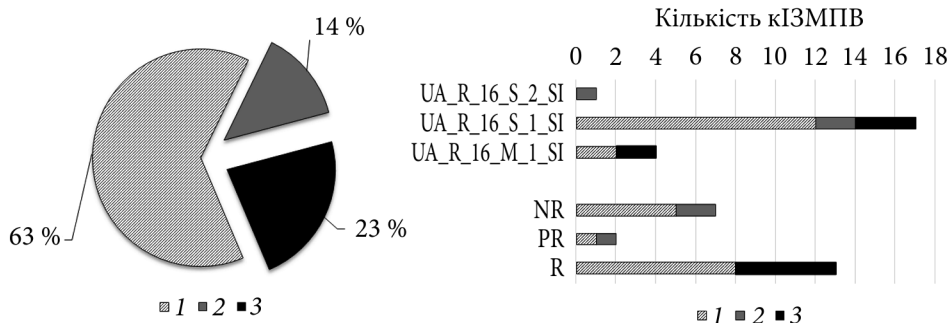 14 %
63 %
23 %
1 2 3
Кількість кІЗМПВ
0 2 4 6 8 10 12 14 16 18
UA_R_16_S_2_SI
UA_R_16_S_1_SI
UA_R_16_M_1_SI
NR
PR
R
1 2 3